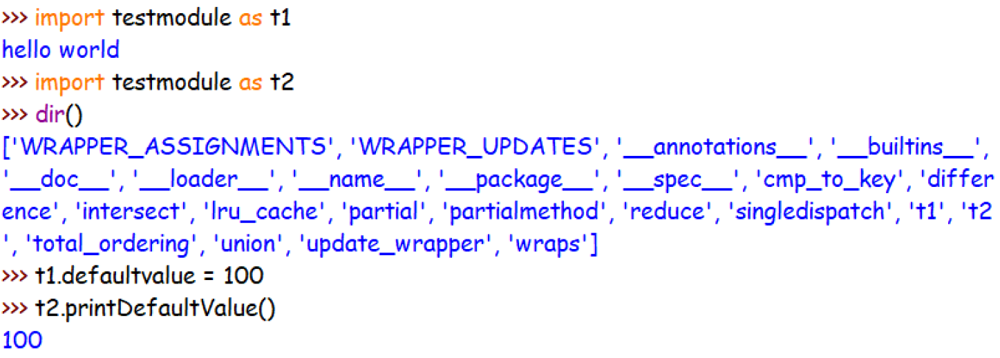 >>> import testmodule as t1
hello world
>>> import testmodule as t2
>>> dir()
['WRAPPER_ASSIGNMENTS', 'WRAPPER_UPDATES', '__annotations__', '__builtins__',
'__doc__', '__loader__', '__name__', '__package__', '__spec__', 'cmp_to_key', 'differ
ence', 'intersect', 'lru_cache', 'partial', 'partialmethod', 'reduce', 'singledispatch', 't1', 't2
', 'total_ordering', 'union', 'update_wrapper', 'wraps']
>>> t1.defaultvalue = 100
>>> t2.printDefaultValue()
100